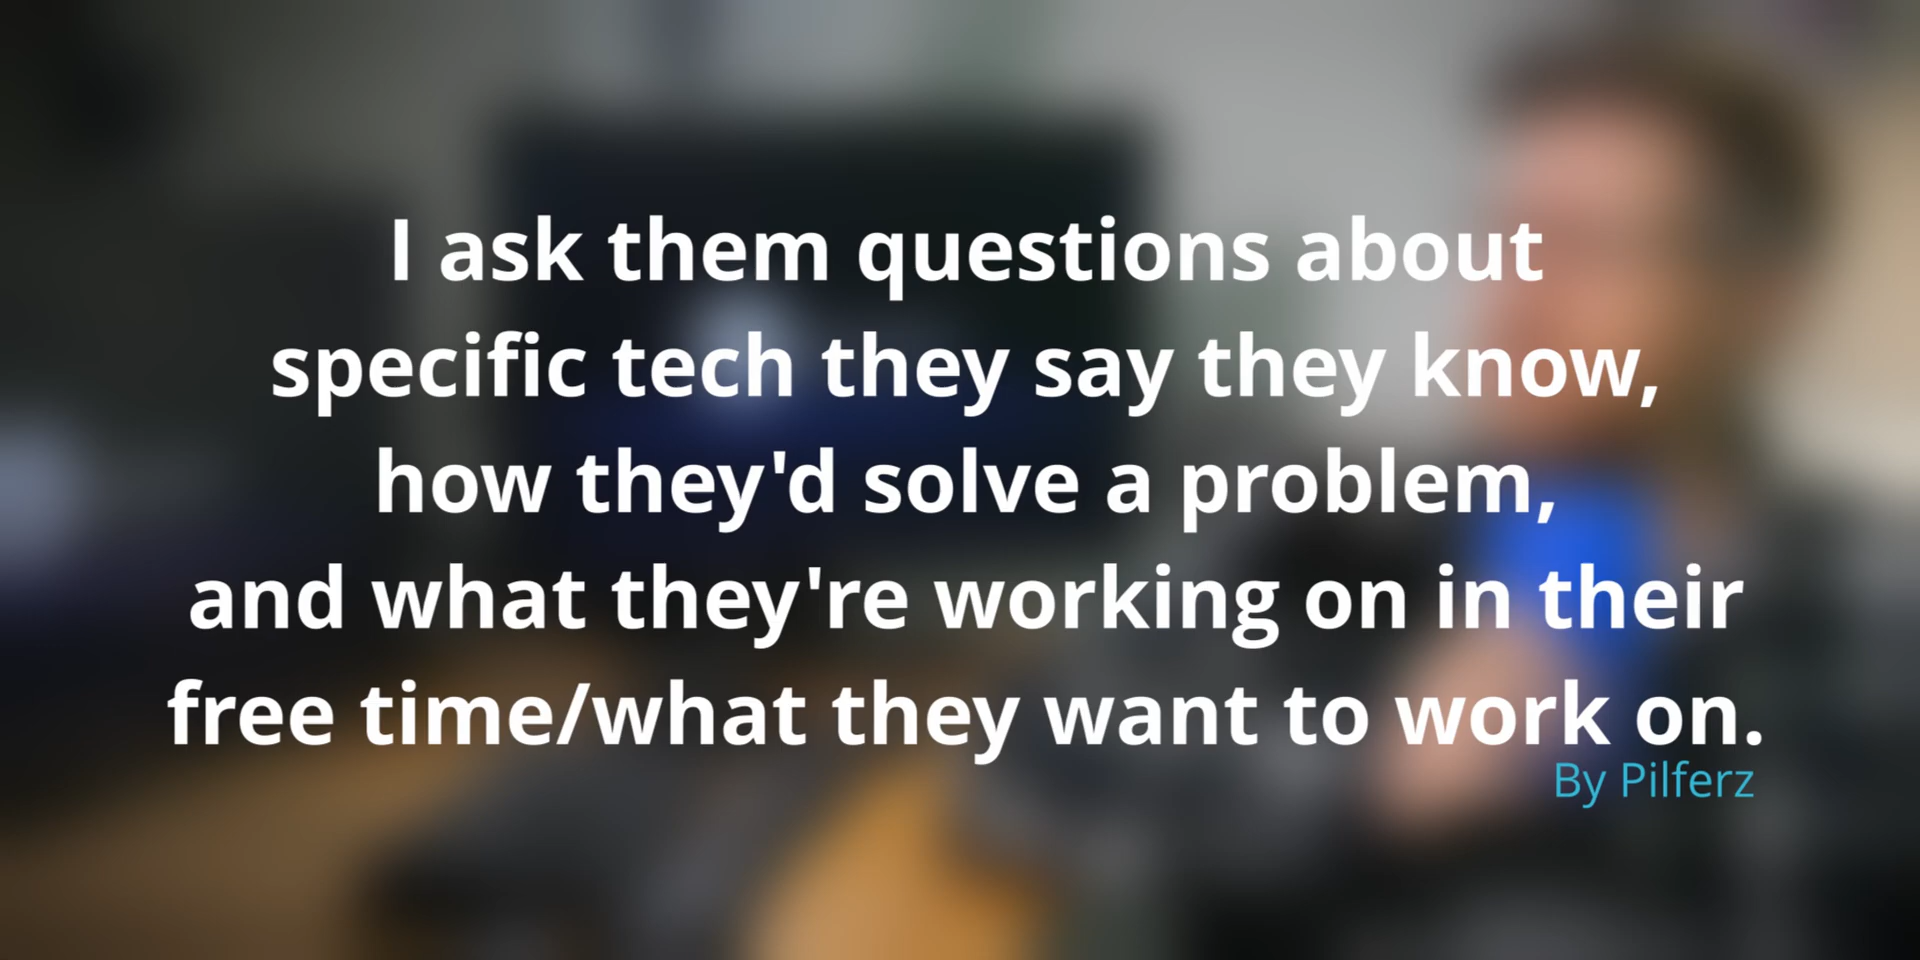 I ask them questions about
specific tech they say they know,
how they'd solve a problem,
and what they're working on in their
free time/what they want to work on.
By Pilferz